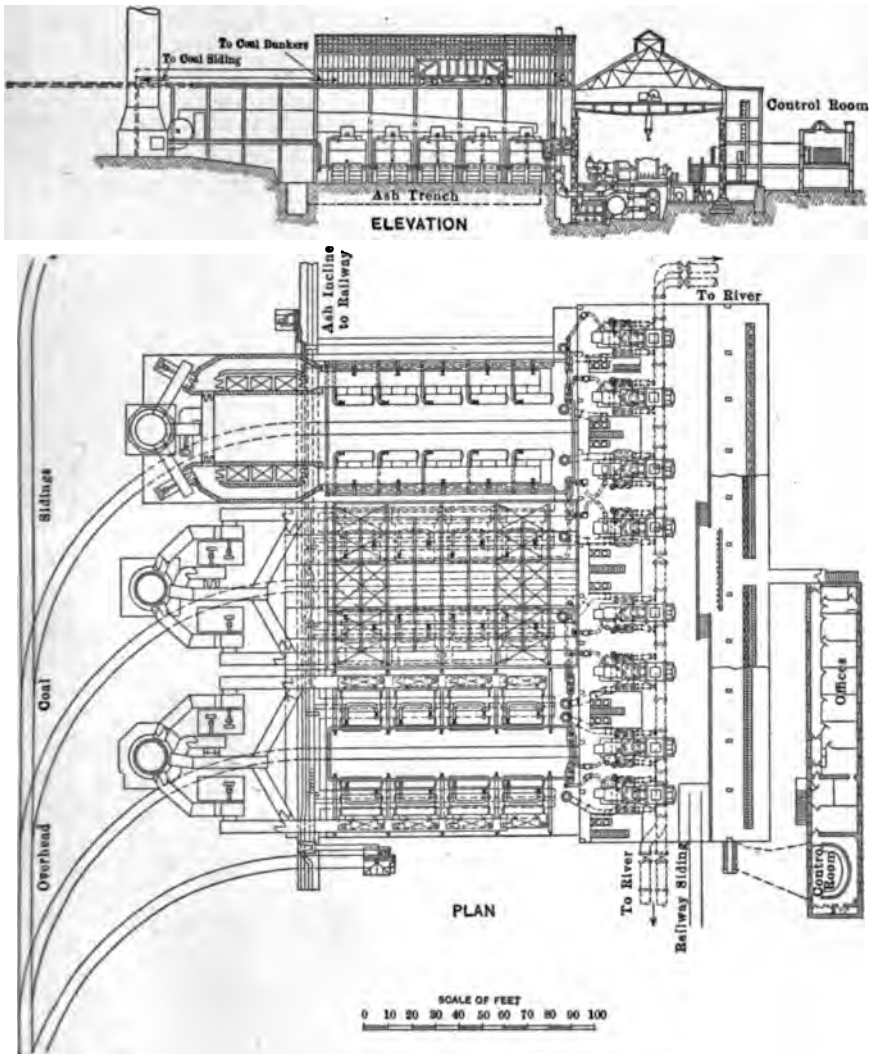 To Coal Bunkers
To Coal Siding
Control Room
Ash Trench
ELEVATION
Ash Incline
to Railway
To River
Sidings
Coal
Overhead
Offices
Control
Room
To River
Railway Siding
PLAN
SCALE OF FEET
0 10 20 30 40 50 60 70 80 90 100